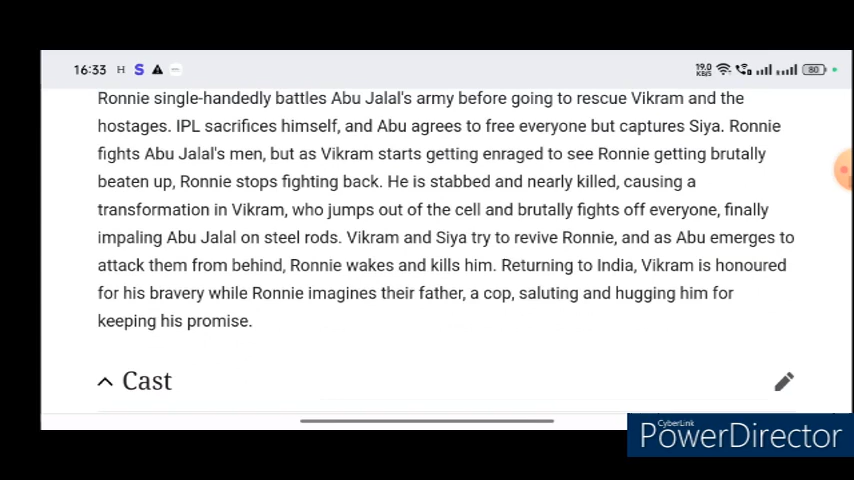 16:33 H S 19.0 KB/S 80
Ronnie single-handedly battles Abu Jalal's army before going to rescue Vikram and the
hostages. IPL sacrifices himself, and Abu agrees to free everyone but captures Siya. Ronnie
fights Abu Jalal's men, but as Vikram starts getting enraged to see Ronnie getting brutally
beaten up, Ronnie stops fighting back. He is stabbed and nearly killed, causing a
transformation in Vikram, who jumps out of the cell and brutally fights off everyone, finally
impaling Abu Jalal on steel rods. Vikram and Siya try to revive Ronnie, and as Abu emerges to
attack them from behind, Ronnie wakes and kills him. Returning to India, Vikram is honoured
for his bravery while Ronnie imagines their father, a cop, saluting and hugging him for
keeping his promise.
Cast
CyberLink
PowerDirector